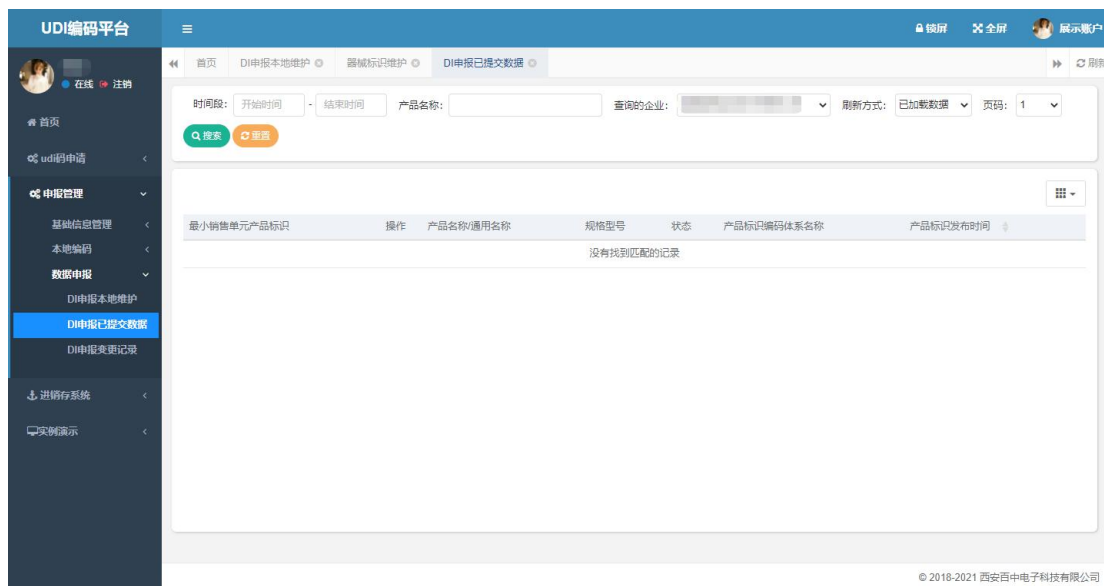 UDI编码平台
锁屏 全屏 展示账户
在线 注销
首页 DI申报本地维护 器械标识维护 DI申报已提交数据
时间段: 开始时间 - 结束时间 产品名称: 查询的企业: 刷新方式: 已加载数据 页码: 1
搜索 重置
首页
udi码申请
申报管理
基础信息管理
本地编码
数据申报
DI申报本地维护
DI申报已提交数据
DI申报变更记录
进销存系统
实例演示
最小销售单元产品标识 操作 产品名称/通用名称 规格型号 状态 产品标识编码体系名称 产品标识发布时间
没有找到匹配的记录
© 2018-2021 西安百中电子科技有限公司